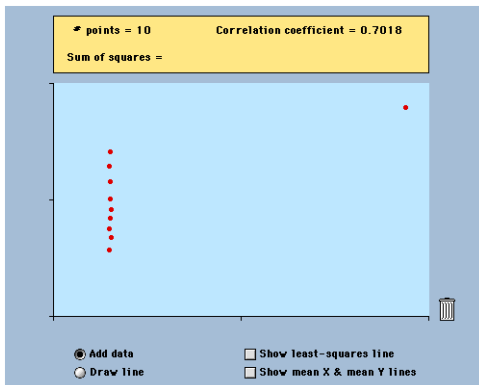 # points = 10 Correlation coefficient = 0.7018
Sum of squares =
Add data Show least-squares line
Draw line Show mean X & mean Y lines